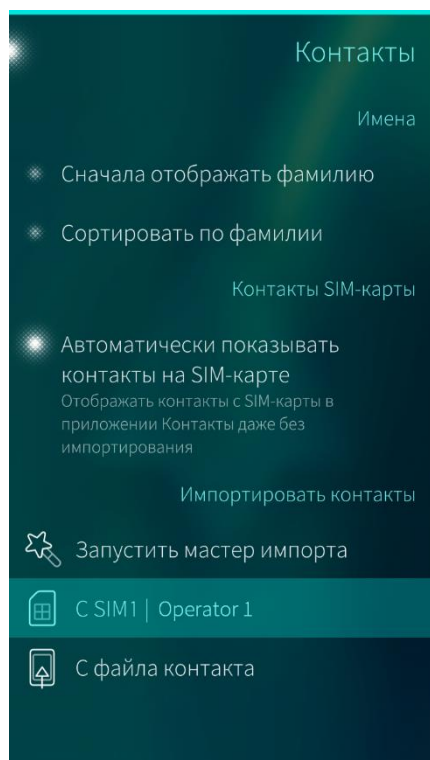 Контакты
Имена
Сначала отображать фамилию
Сортировать по фамилии
Контакты SIM-карты
Автоматически показывать
контакты на SIM-карте
Отображать контакты с SIM-карты в
приложении Контакты даже без
импортирования
Импортировать контакты
Запустить мастер импорта
С SIM1 | Operator 1
С файла контакта